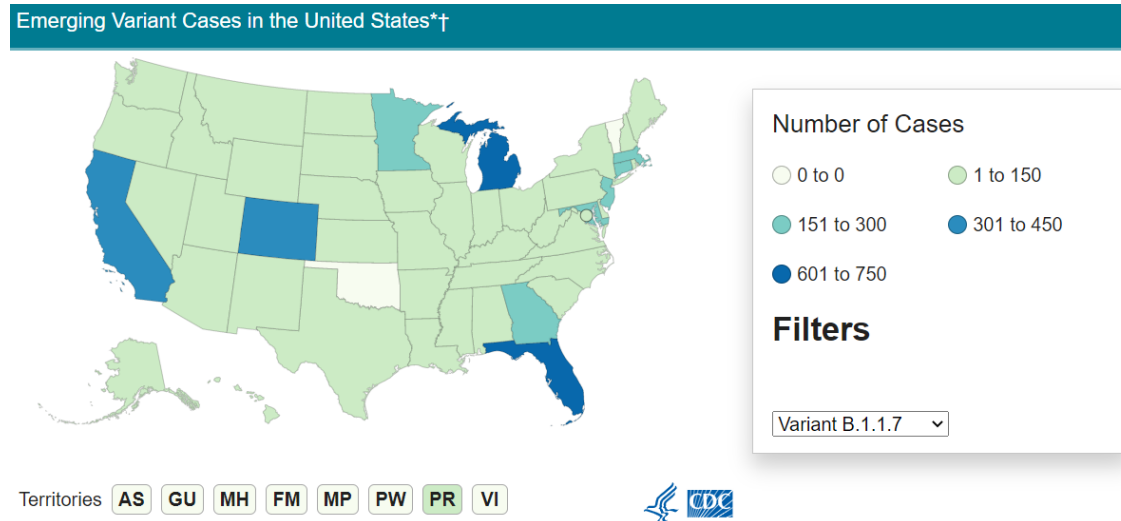 Emerging Variant Cases in the United States*†
Number of Cases
0 to 0
1 to 150
151 to 300
301 to 450
601 to 750
Filters
Variant B.1.1.7
Territories AS GU MH FM MP PW PR VI
CDC